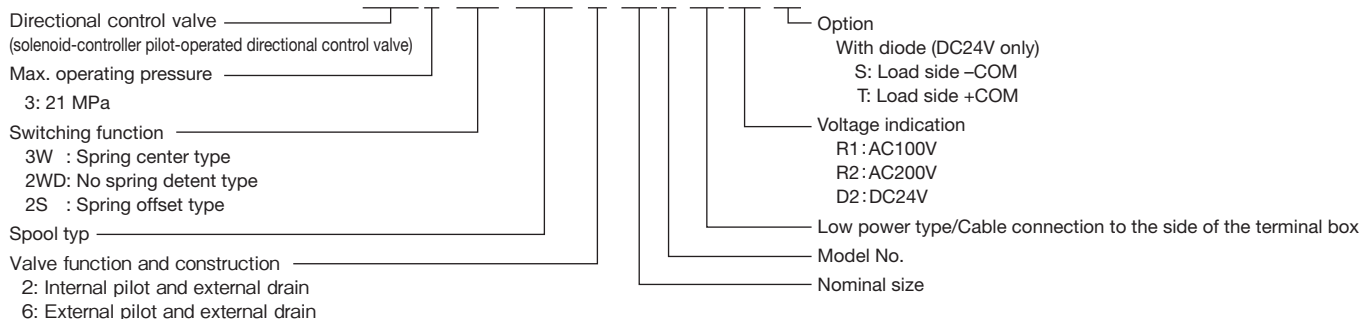 Directional control valve
(solenoid-controller pilot-operated directional control valve)
Max. operating pressure
3: 21 MPa
Switching function
3W : Spring center type
2WD: No spring detent type
2S : Spring offset type
Spool typ
Valve function and construction
2: Internal pilot and external drain
6: External pilot and external drain
Option
With diode (DC24V only)
S: Load side –COM
T: Load side +COM
Voltage indication
R1:AC100V
R2:AC200V
D2:DC24V
Low power type/Cable connection to the side of the terminal box
Model No.
Nominal size